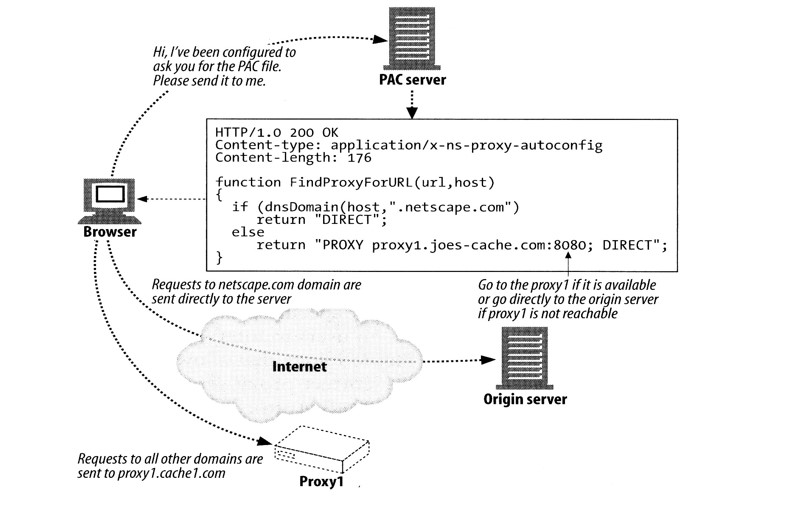 Hi, I've been configured to
ask you for the PAC file.
Please send it to me.
PAC server
HTTP/1.0 200 OK
Content-type: application/x-ns-proxy-autoconfig
Content-length: 176
function FindProxyForURL(url,host)
{
if (dnsDomain(host,".netscape.com")
return "DIRECT";
else
return "PROXY proxy1.joes-cache.com:8080; DIRECT";
}
Browser
Requests to netscape.com domain are
sent directly to the server
Go to the proxy1 if it is available
or go directly to the origin server
if proxy1 is not reachable
Internet
Origin server
Requests to all other domains are
sent to proxy1.cache1.com
Proxy1